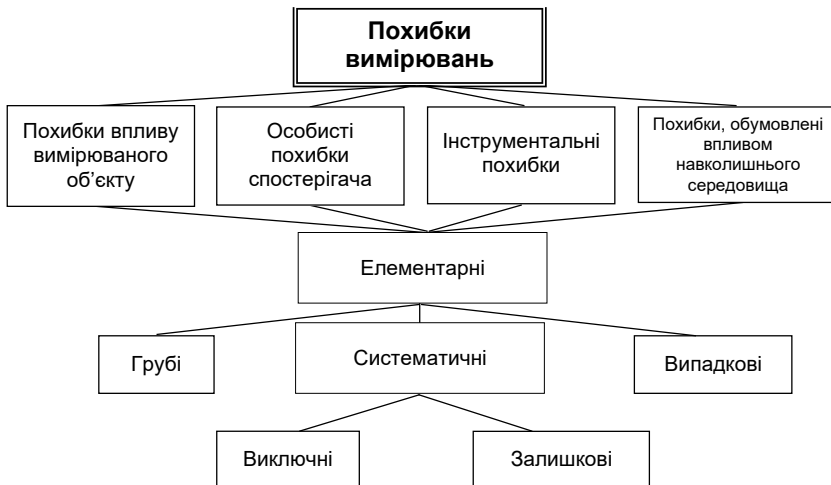 Похибки
вимірювань
Похибки впливу
вимірюваного
об’єкту
Особисті
похибки
спостерігача
Інструментальні
похибки
Похибки, обумовлені
впливом
навколишнього
середовища
Елементарні
Грубі
Систематичні
Випадкові
Виключні
Залишкові